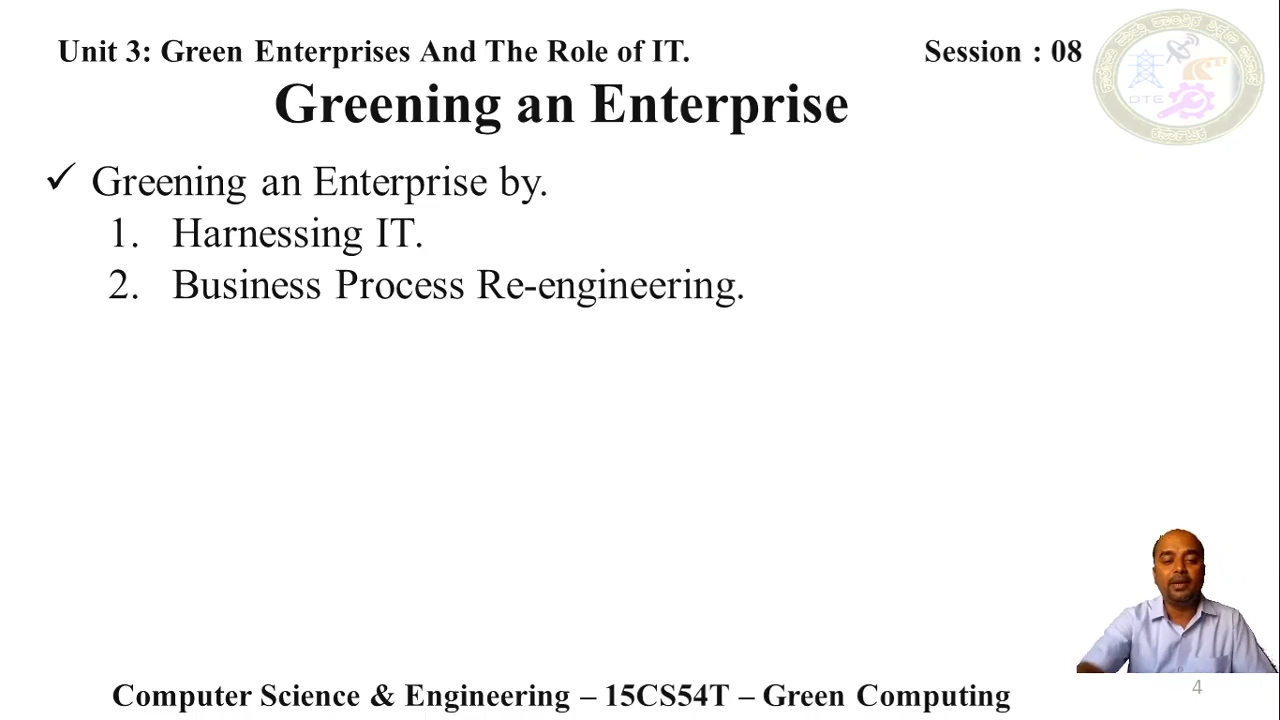 Unit 3: Green Enterprises And The Role of IT. Session : 08
Greening an Enterprise
✓ Greening an Enterprise by.
1. Harnessing IT.
2. Business Process Re-engineering.
DTE
Computer Science & Engineering – 15CS54T – Green Computing
4